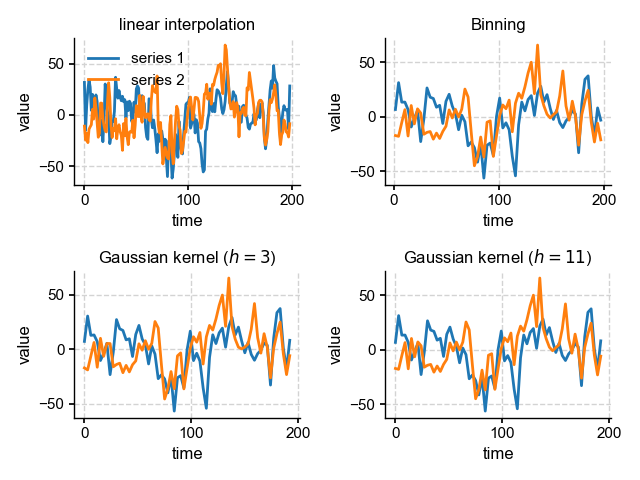 linear interpolation
value
50
0
−50
series 1
series 2
0
100
200
time
Binning
value
50
0
−50
0
100
200
time
Gaussian kernel (h = 3)
value
50
0
−50
0
100
200
time
Gaussian kernel (h = 11)
value
50
0
−50
0
100
200
time